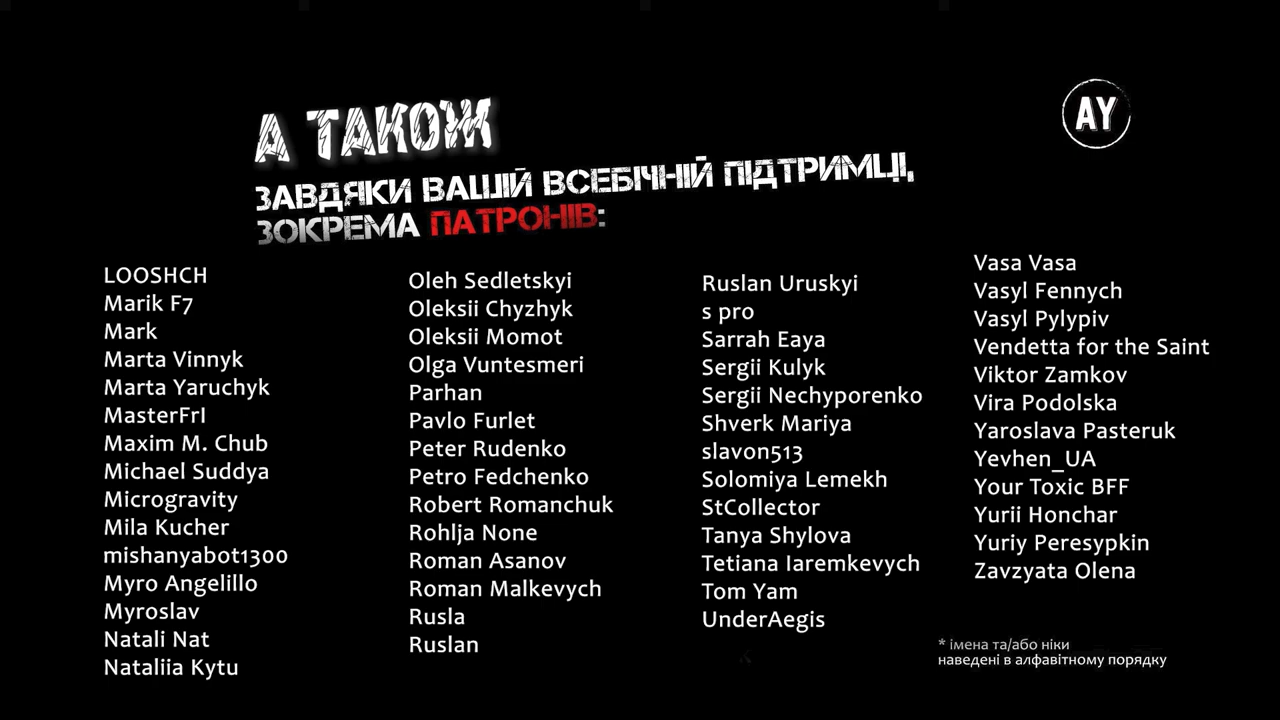 А ТАКОЖ
ЗАВДЯКИ ВАШІЙ ВСЕБІЧНІЙ ПІДТРИМЦІ,
ЗОКРЕМА ПАТРОНІВ:
АУ
LOOSHCH
Marik F7
Mark
Marta Vinnyk
Marta Yaruchyk
MasterFrI
Maxim M. Chub
Michael Suddya
Microgravity
Mila Kucher
mishanyabot1300
Myro Angelillo
Myroslav
Natali Nat
Nataliia Kytu
Oleh Sedletskyi
Oleksii Chyzhyk
Oleksii Momot
Olga Vuntesmeri
Parhan
Pavlo Furlet
Peter Rudenko
Petro Fedchenko
Robert Romanchuk
Rohlja None
Roman Asanov
Roman Malkevych
Rusla
Ruslan
Ruslan Uruskyi
s pro
Sarrah Eaya
Sergii Kulyk
Sergii Nechyporenko
Shverk Mariya
slavon513
Solomiya Lemekh
StCollector
Tanya Shylova
Tetiana Iaremkevych
Tom Yam
UnderAegis
Vasa Vasa
Vasyl Fennych
Vasyl Pylypiv
Vendetta for the Saint
Viktor Zamkov
Vira Podolska
Yaroslava Pasteruk
Yevhen_UA
Your Toxic BFF
Yurii Honchar
Yuriy Peresypkin
Zavzyata Olena
* імена та/або ніки
наведені в алфавітному порядку